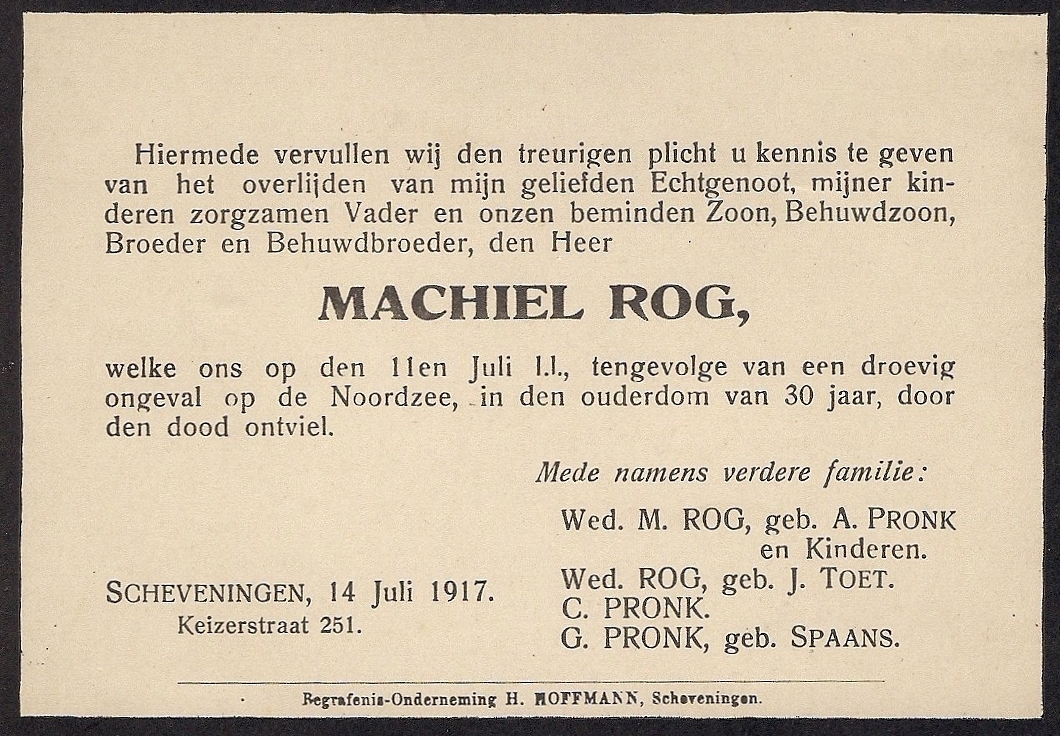 Hiermede vervullen wij den treurigen plicht u kennis te geven
van het overlijden van mijn geliefden Echtgenoot, mijner kin-
deren zorgzamen Vader en onzen beminden Zoon, Behuwdzoon,
Broeder en Behuwdbroeder, den Heer
MACHIEL ROG,
welke ons op den 11en Juli l.l., tengevolge van een droevig
ongeval op de Noordzee, in den ouderdom van 30 jaar, door
den dood ontviel.
Mede namens verdere familie:
Wed. M. ROG, geb. A. PRONK
en Kinderen.
Wed. ROG, geb. J. TOET.
C. PRONK.
G. PRONK, geb. SPAANS.
SCHEVENINGEN, 14 Juli 1917.
Keizerstraat 251.
Begrafenis-Onderneming H. HOFFMANN, Scheveningen.